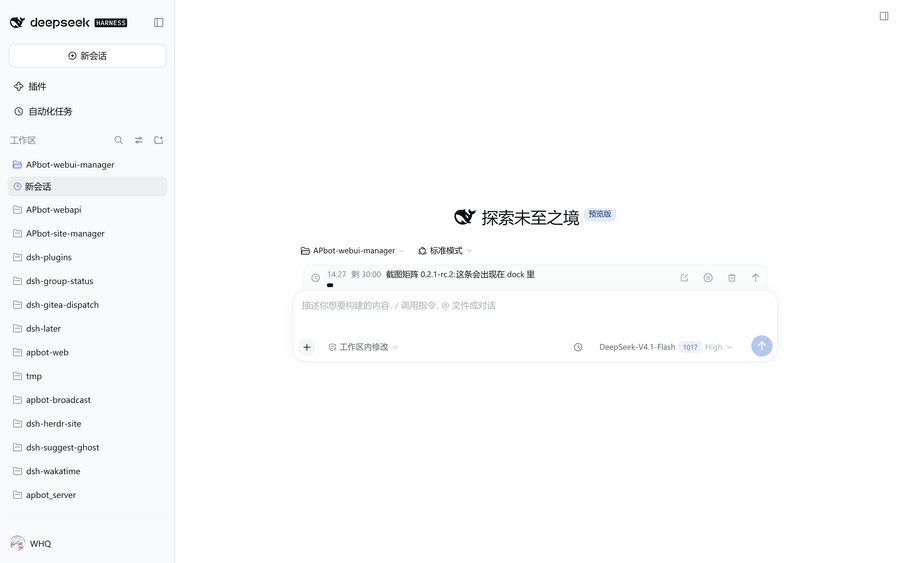 deepseek HARNESS
新会话
插件
自动化任务
工作区
APbot-webui-manager
新会话
APbot-webapi
APbot-site-manager
dsh-plugins
dsh-group-status
dsh-gitea-dispatch
dsh-later
apbot-web
tmp
apbot-broadcast
dsh-herdr-site
dsh-suggest-ghost
dsh-wakatime
apbot_server
WHQ
探索未至之境 预览版
APbot-webui-manager 标准模式
14:27 剩 30:00 截图矩阵 0.2.1-rc.2:这条会出现在 dock 里
描述你想要构建的内容, / 调用指令, @ 文件或对话
工作区内修改 DeepSeek-V4.1-Flash 1017 High